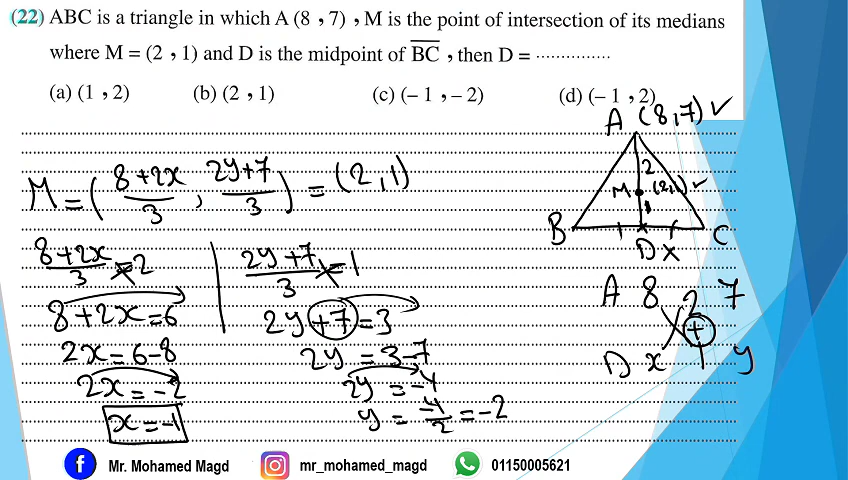 (22) ABC is a triangle in which A (8 , 7) , M is the point of intersection of its medians
where M = (2 , 1) and D is the midpoint of BC , then D = ...............
(a) (1 , 2) (b) (2 , 1) (c) (– 1 , – 2) (d) (– 1 , 2)
A (8,7) ✓
M = ( 8+2x/3 , 2y+7/3 ) = (2,1)
2
M (2,1) ✓
1
B D x C
8+2x/3 = 2
2y+7/3 = 1
8+2x=6
2y+7=3
2x=6-8
2y=3-7
2x=-2
2y=-4
x=-1
y = -4/2 = -2
A 8 2 7
+
D x 1 y
f Mr. Mohamed Magd mr_mohamed_magd 01150005621